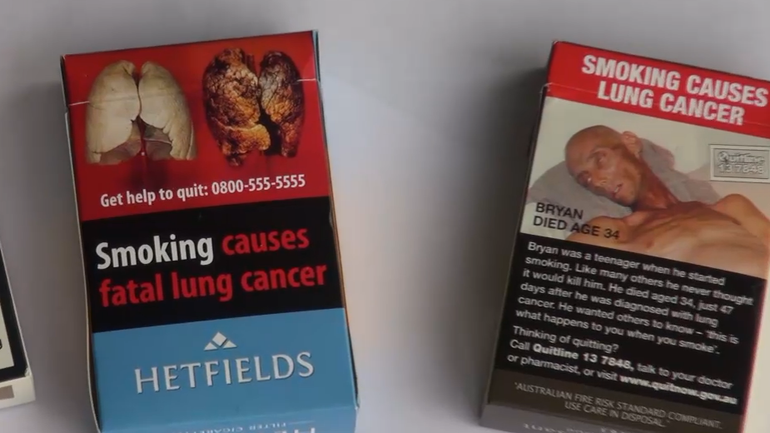 Get help to quit: 0800-555-5555
Smoking causes
fatal lung cancer
HETFIELDS
SMOKING CAUSES
LUNG CANCER
Quitline
13 7848
BRYAN
DIED AGE 34
Bryan was a teenager when he started
smoking. Like many others he never thought
it would kill him. He died aged 34, just 47
days after he was diagnosed with lung
cancer. He wanted others to know – 'this is
what happens to you when you smoke'.
Thinking of quitting?
Call Quitline 13 7848, talk to your doctor
or pharmacist, or visit www.quitnow.gov.au
*AUSTRALIAN FIRE RISK STANDARD COMPLIANT.
USE CARE IN DISPOSAL.*